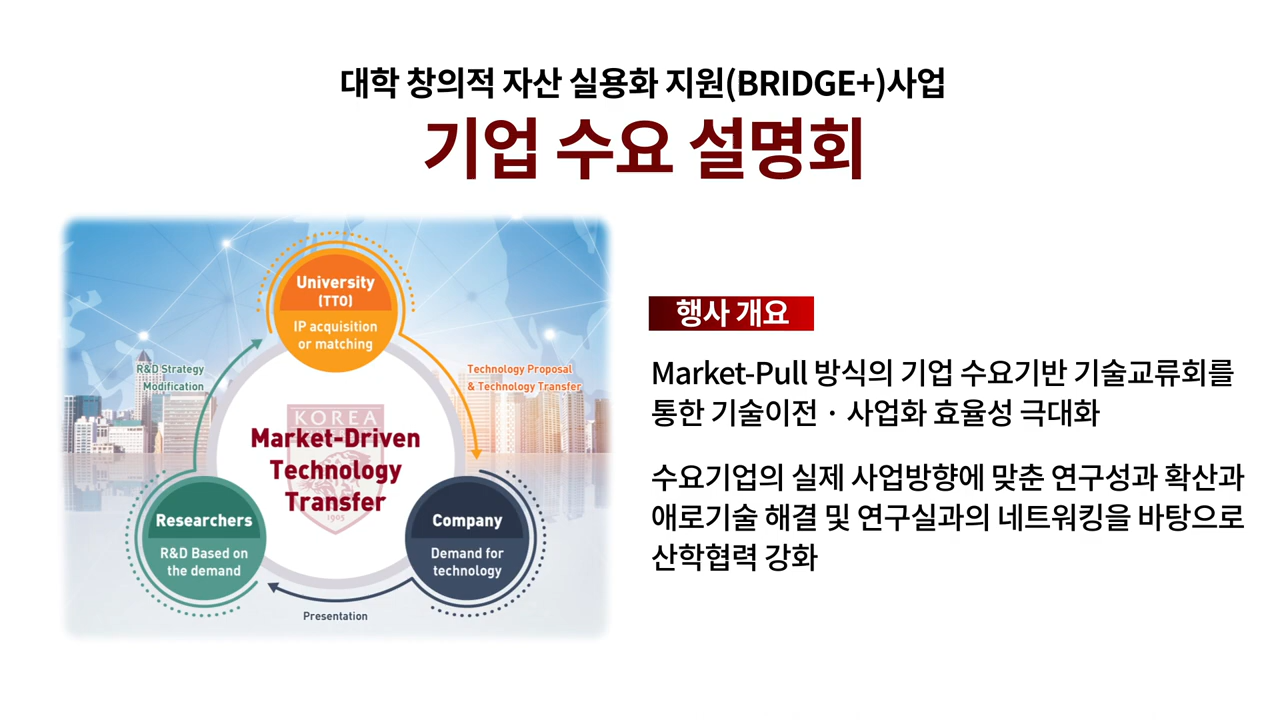 대학 창의적 자산 실용화 지원(BRIDGE+)사업
기업 수요 설명회
University
(TTO)
IP acquisition
or matching
R&D Strategy
Modification
Technology Proposal
& Technology Transfer
KOREA
Market-Driven
Technology
Transfer
1905
Researchers
R&D Based on
the demand
Company
Demand for
technology
Presentation
행사 개요
Market-Pull 방식의 기업 수요기반 기술교류회를
통한 기술이전 · 사업화 효율성 극대화
수요기업의 실제 사업방향에 맞춘 연구성과 확산과
애로기술 해결 및 연구실과의 네트워킹을 바탕으로
산학협력 강화